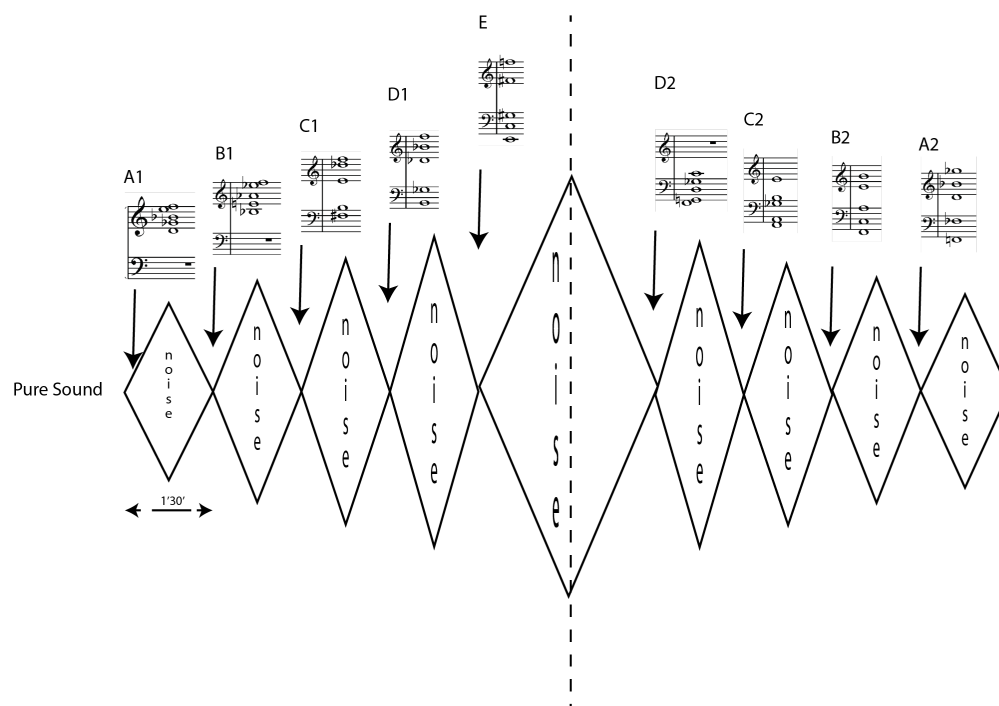 E
D1
D2
C1
C2
B1
B2
A1
A2
Pure Sound
noise
noise
noise
noise
noise
noise
noise
noise
noise
1'30'